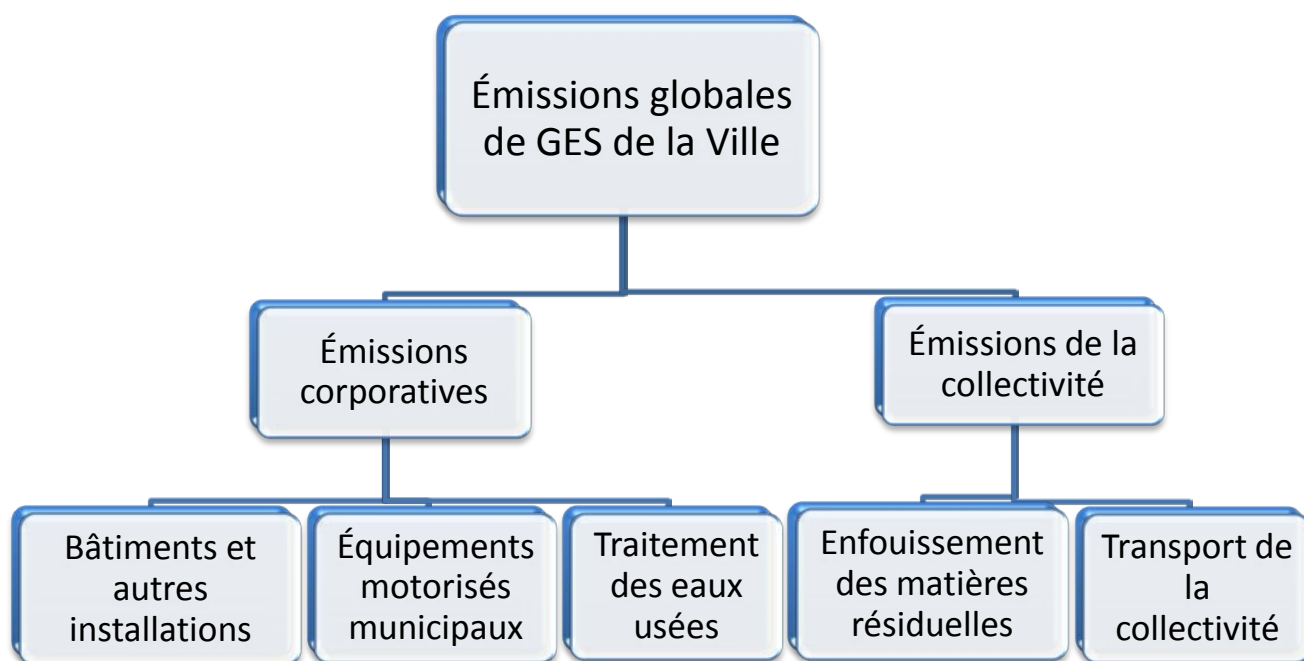 Émissions globales
de GES de la Ville
Émissions
corporatives
Émissions de la
collectivité
Bâtiments et
autres
installations
Équipements
motorisés
municipaux
Traitement
des eaux
usées
Enfouissement
des matières
résiduelles
Transport de
la
collectivité